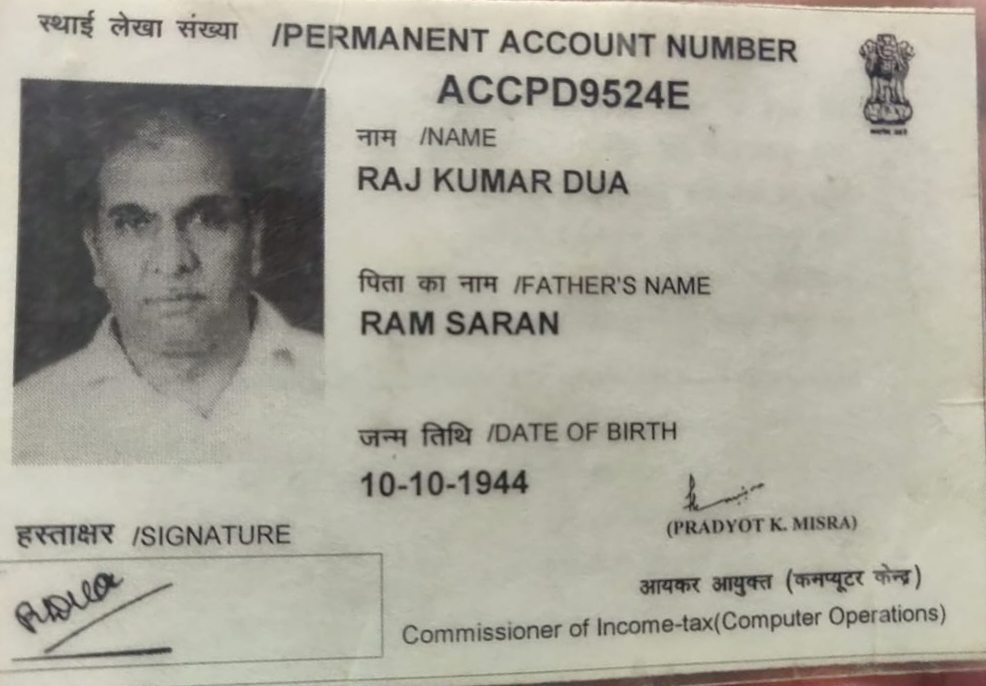 स्थाई लेखा संख्या /PERMANENT ACCOUNT NUMBER
ACCPD9524E
नाम /NAME
RAJ KUMAR DUA
पिता का नाम /FATHER'S NAME
RAM SARAN
जन्म तिथि /DATE OF BIRTH
10-10-1944
(PRADYOT K. MISRA)
हस्ताक्षर /SIGNATURE
RDua
आयकर आयुक्त (कमप्यूटर केन्द्र)
Commissioner of Income-tax(Computer Operations)